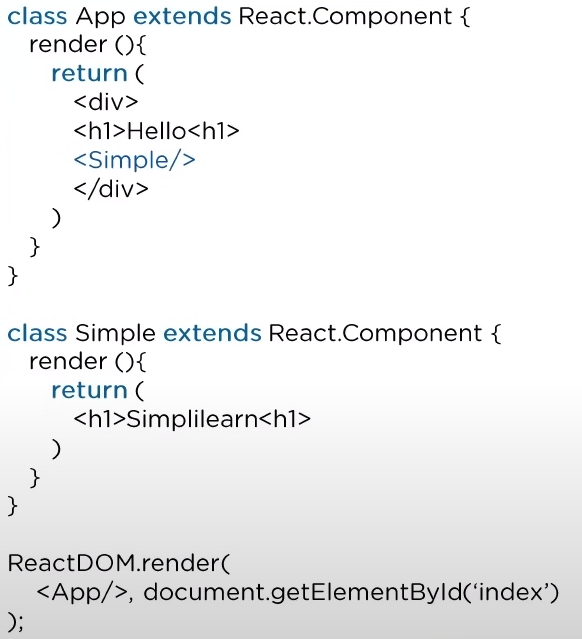 class App extends React.Component {
render (){
return (
<div>
<h1>Hello<h1>
<Simple/>
</div>
)
}
}
class Simple extends React.Component {
render (){
return (
<h1>Simplilearn<h1>
)
}
}
ReactDOM.render(
<App/>, document.getElementById(‘index’)
);